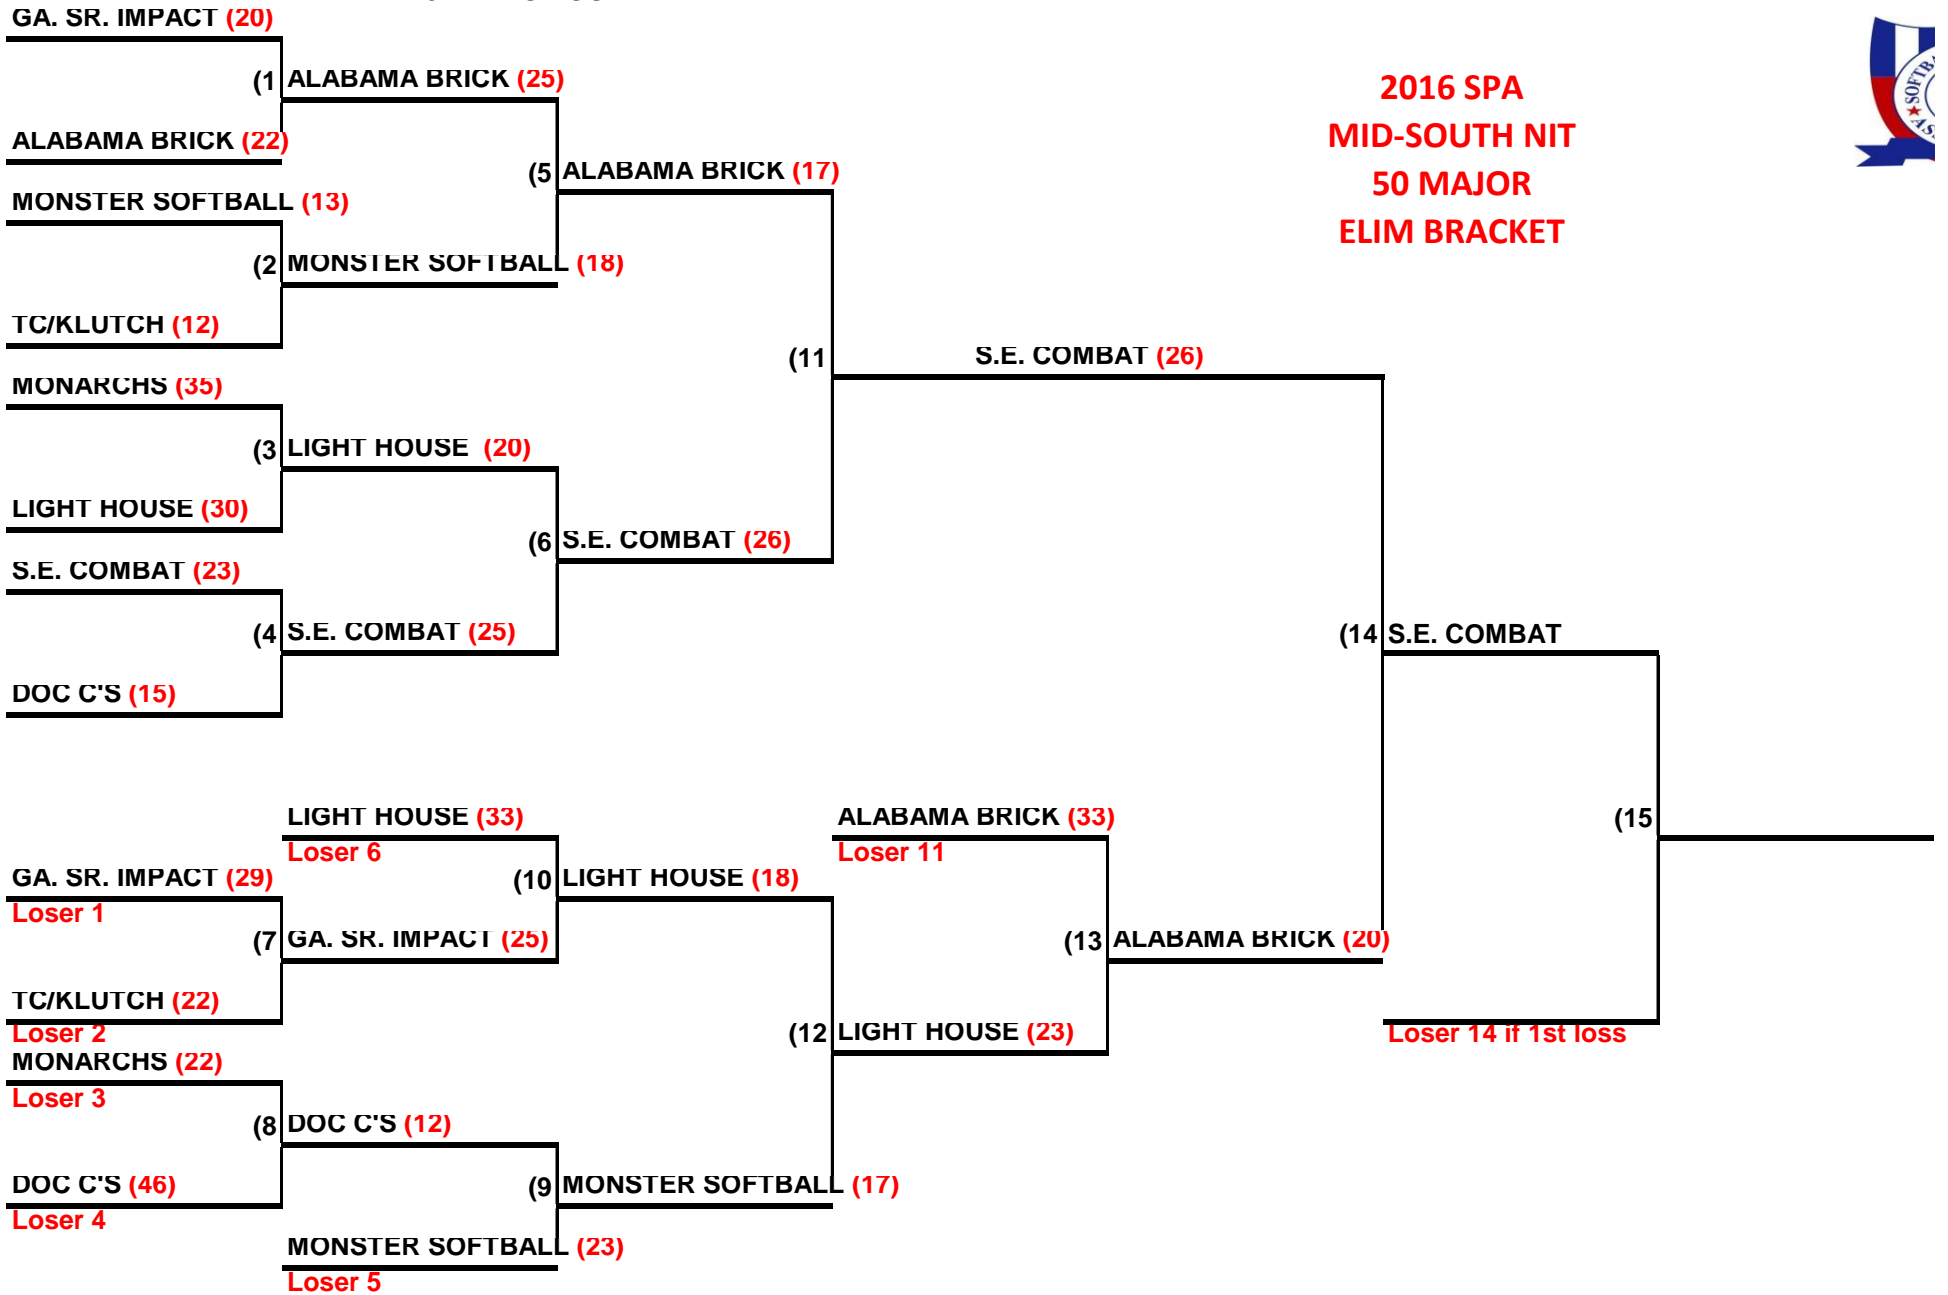 GA. SR. IMPACT (20)
(1 ALABAMA BRICK (25)
ALABAMA BRICK (22)
(5 ALABAMA BRICK (17)
MONSTER SOFTBALL (13)
(2 MONSTER SOFTBALL (18)
TC/KLUTCH (12)
(11 S.E. COMBAT (26)
MONARCHS (35)
(3 LIGHT HOUSE (20)
LIGHT HOUSE (30)
(6 S.E. COMBAT (26)
S.E. COMBAT (23)
(4 S.E. COMBAT (25)
(14 S.E. COMBAT
DOC C'S (15)
2016 SPA
MID-SOUTH NIT
50 MAJOR
ELIM BRACKET
SOFTB
LIGHT HOUSE (33)
Loser 6
ALABAMA BRICK (33)
Loser 11
(15
GA. SR. IMPACT (29)
Loser 1
(10 LIGHT HOUSE (18)
(7 GA. SR. IMPACT (25)
(13 ALABAMA BRICK (20)
TC/KLUTCH (22)
Loser 2
(12 LIGHT HOUSE (23)
Loser 14 if 1st loss
MONARCHS (22)
Loser 3
(8 DOC C'S (12)
DOC C'S (46)
Loser 4
(9 MONSTER SOFTBALL (17)
MONSTER SOFTBALL (23)
Loser 5